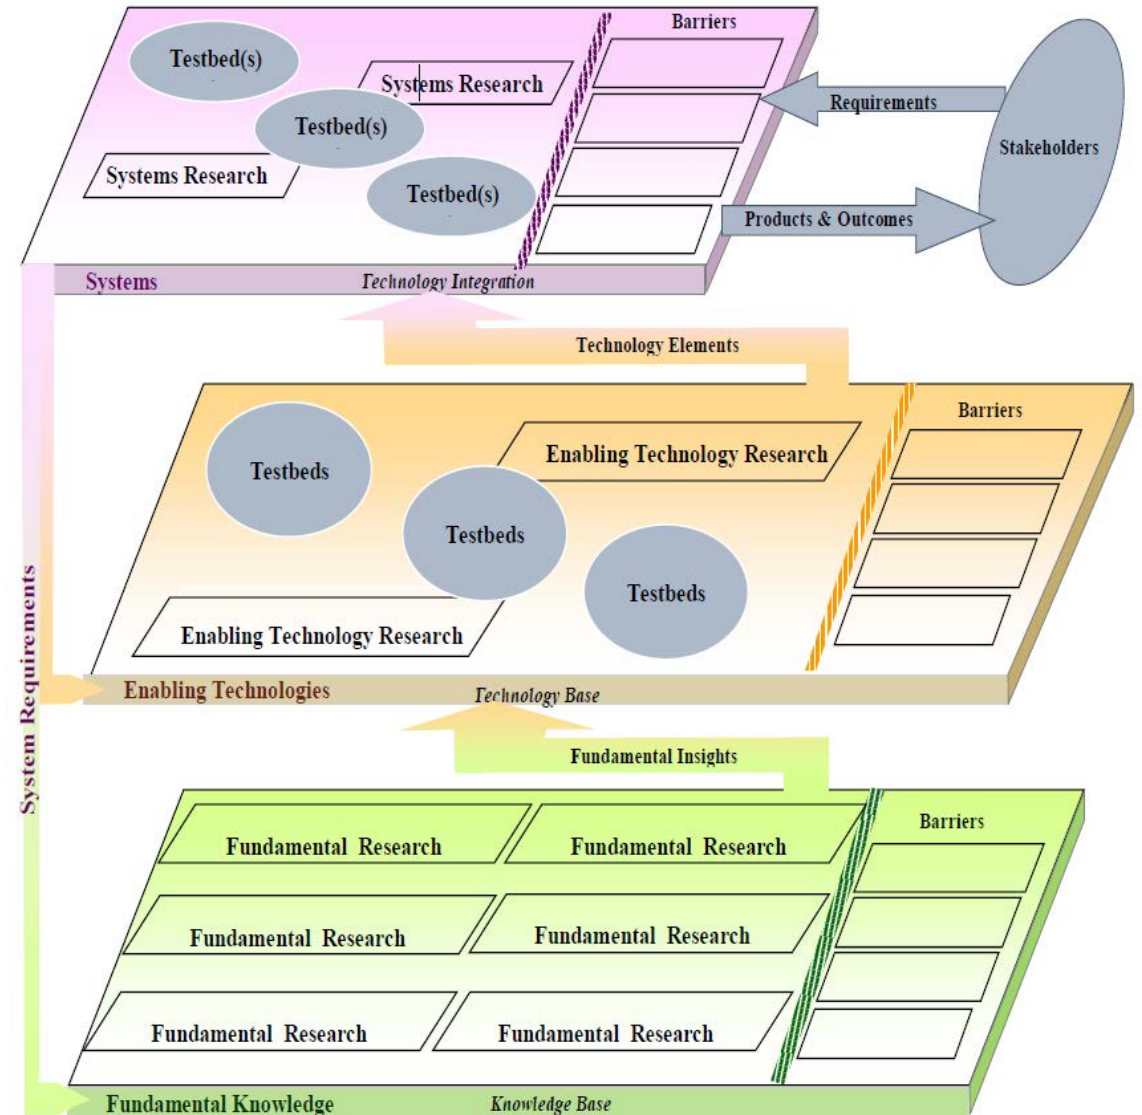 Barriers
Testbed(s)
Systems Research
Requirements
Testbed(s)
Stakeholders
Systems Research
Testbed(s)
Products & Outcomes
Systems
Technology Integration
Technology Elements
Barriers
Enabling Technology Research
Testbeds
Testbeds
Testbeds
Enabling Technology Research
System Requirements
Enabling Technologies
Technology Base
Fundamental Insights
Barriers
Fundamental Research
Fundamental Research
Fundamental Research
Fundamental Research
Fundamental Research
Fundamental Research
Fundamental Knowledge
Knowledge Base